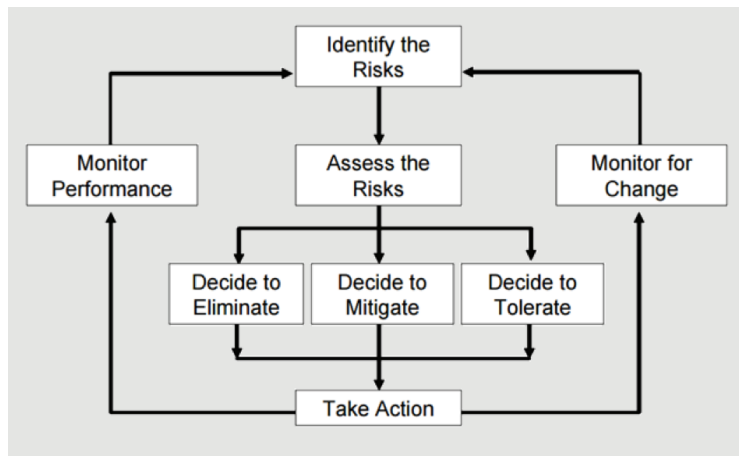 Identify the
Risks
Monitor
Performance
Assess the
Risks
Monitor for
Change
Decide to
Eliminate
Decide to
Mitigate
Decide to
Tolerate
Take Action